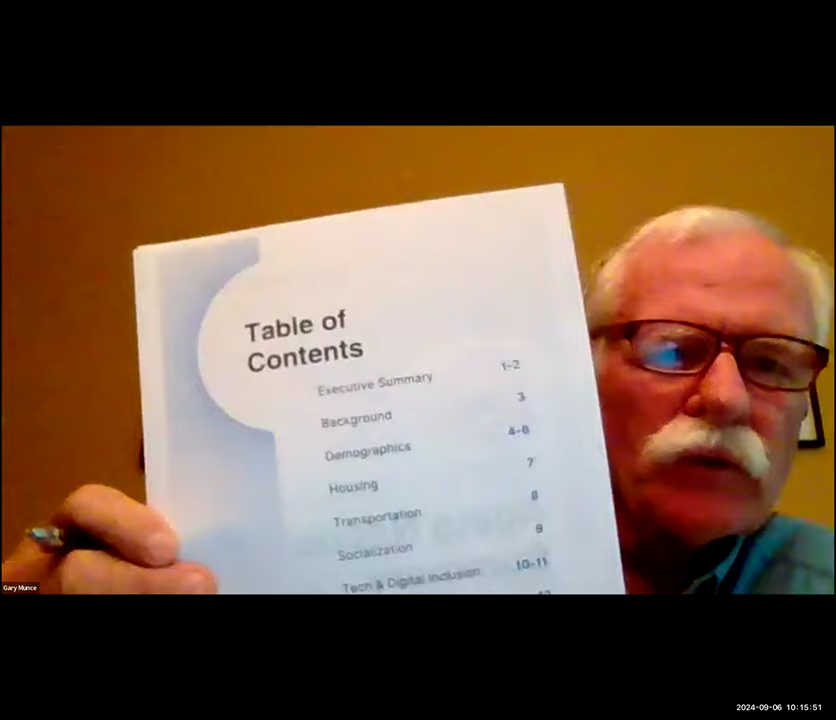 Table of
Contents
Executive Summary 1-2
Background 3
Demographics 4-6
Housing 7
Transportation 8
Socialization 9
Tech & Digital Inclusion 10-11
Gary Munce
2024-09-06 10:15:51